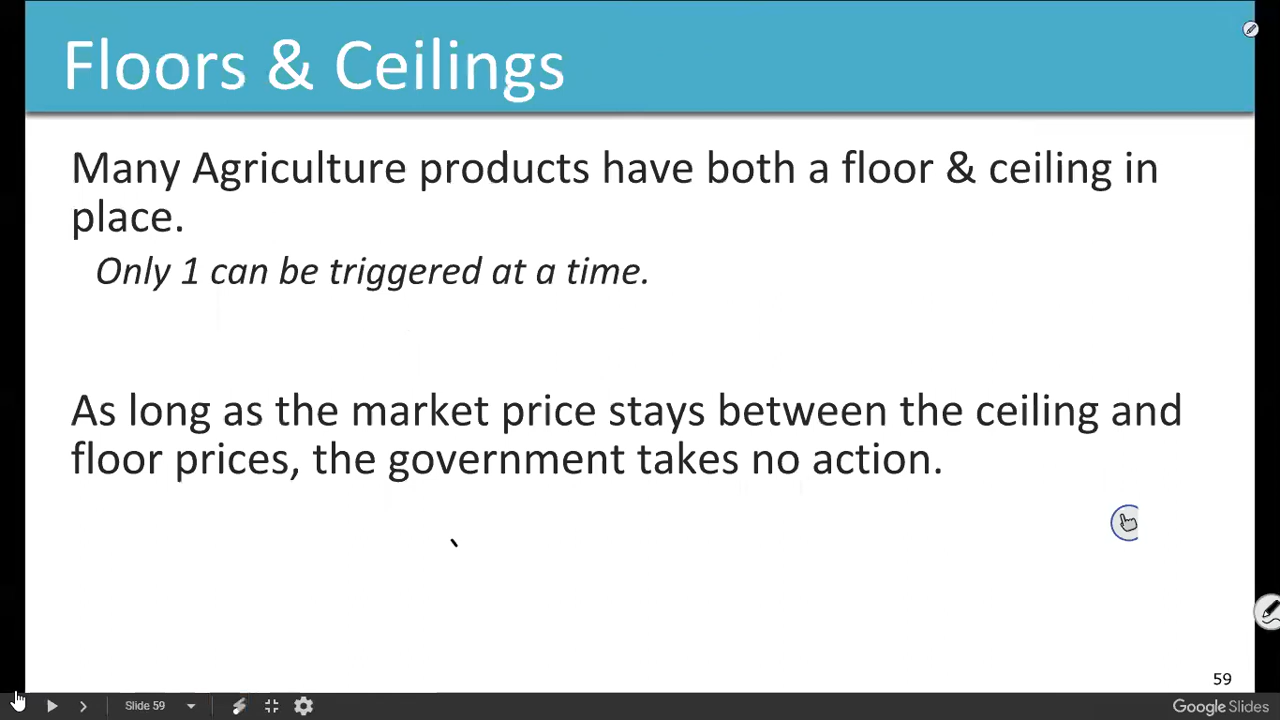 Floors & Ceilings
Many Agriculture products have both a floor & ceiling in
place.
Only 1 can be triggered at a time.
As long as the market price stays between the ceiling and
floor prices, the government takes no action.
59
Slide 59
Google Slides